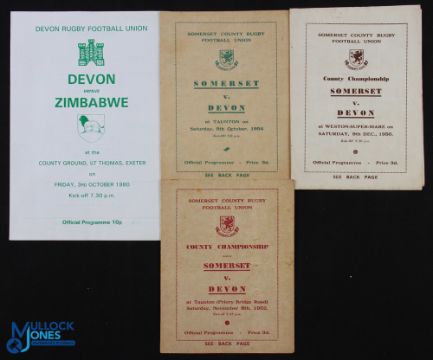 DEVON RUGBY FOOTBALL UNION
DEVON
versus
ZIMBABWE
at the
COUNTY GROUND, ST THOMAS, EXETER
on
FRIDAY, 3rd OCTOBER 1980
Kick-off 7.30 p.m.
Official Programme 10p
SOMERSET COUNTY RUGBY
FOOTBALL UNION
SOMERSET
v.
DEVON
at TAUNTON on
Saturday, 9th October, 1954
Official Programme - Price 3d.
SEE BACK PAGE
SOMERSET COUNTY RUGBY
FOOTBALL UNION
County Championship
SOMERSET
v.
DEVON
at WESTON-SUPER-MARE on
SATURDAY, 8th DEC., 1956.
Official Programme - Price 3d.
SEE BACK PAGE
SOMERSET COUNTY RUGBY
FOOTBALL UNION
COUNTY CHAMPIONSHIP
SOMERSET
v.
DEVON
at Taunton (Priory Bridge Road)
Saturday, November 8th, 1952.
Official Programme - Price 3d.
SEE BACK PAGE
MULLOCK
JONES